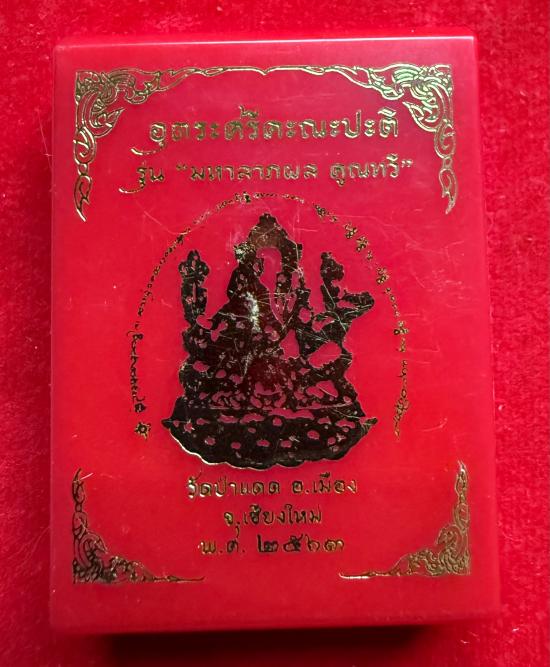 อุตระศรีคะณะปะติ
รุ่น “มหาลาภผล คูณทวี”
วัดป่าแดด อ.เมือง
จ.เชียงใหม่
พ.ศ. ๒๕๖๓